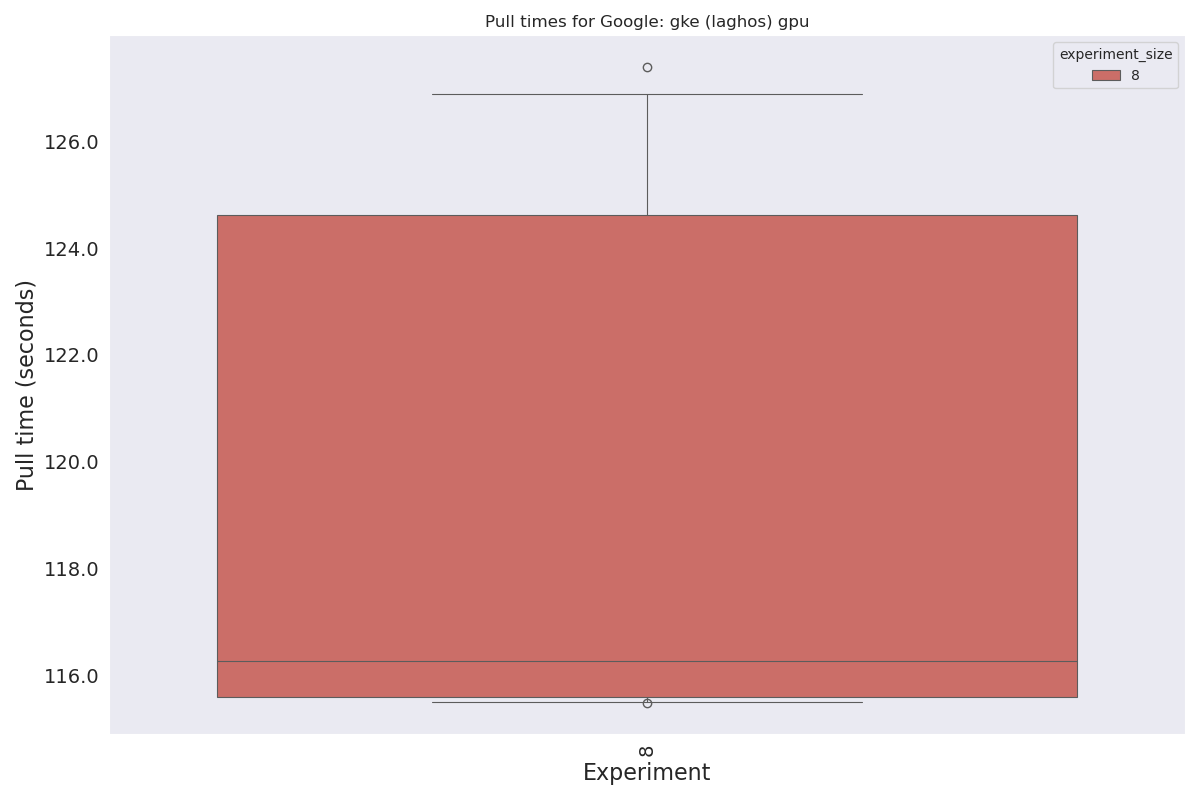 Pull times for Google: gke (laghos) gpu
experiment_size
8
126.0
124.0
122.0
120.0
118.0
116.0
Pull time (seconds)
8
Experiment